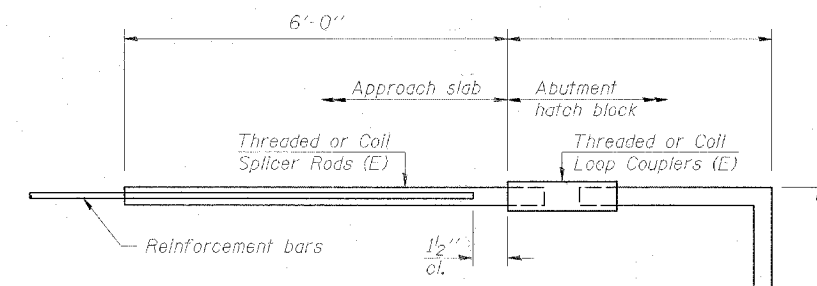 6'-0"
Approach slab
Abutment
hatch block
Threaded or Coil
Splicer Rods (E)
Threaded or Coil
Loop Couplers (E)
Reinforcement bars
1½"
cl.